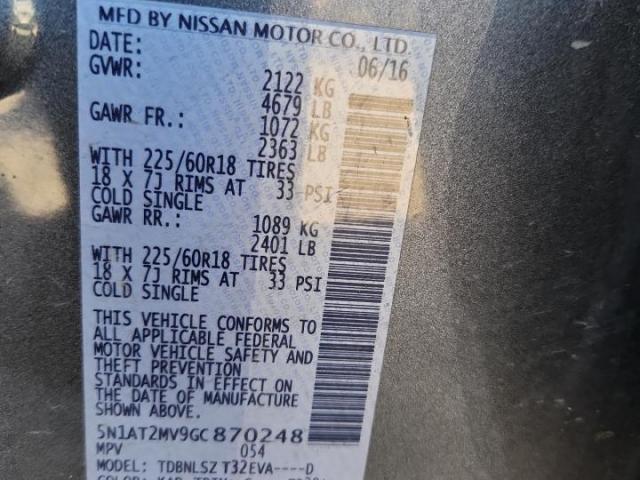 MFD BY NISSAN MOTOR CO., LTD.
DATE: 06/16
GVWR: 2122 KG
4679 LB
GAWR FR.: 1072 KG
2363 LB
WITH 225/60R18 TIRES
18 X 7J RIMS AT 33 PSI
COLD SINGLE
GAWR RR.: 1089 KG
2401 LB
WITH 225/60R18 TIRES
18 X 7J RIMS AT 33 PSI
COLD SINGLE
THIS VEHICLE CONFORMS TO
ALL APPLICABLE FEDERAL
MOTOR VEHICLE SAFETY AND
THEFT PREVENTION
STANDARDS IN EFFECT ON
THE DATE OF MANUFACTURE
SHOWN ABOVE.
5N1AT2MV9GC870248
MPV 054
MODEL: TDBNLSZ T32EVA----D